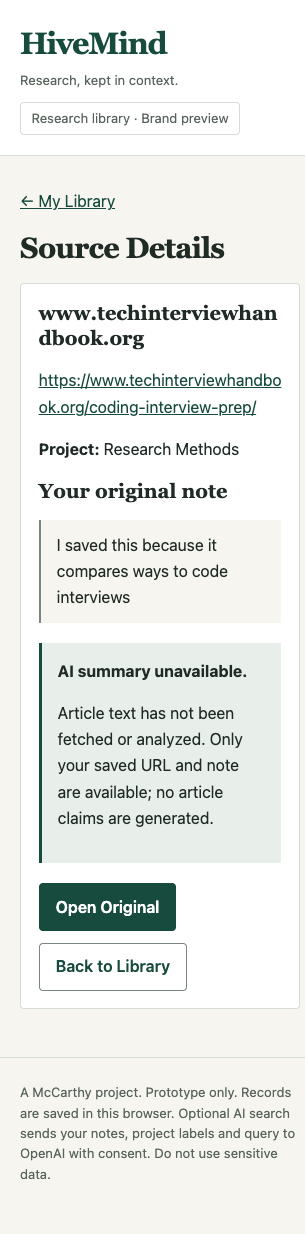 HiveMind
Research, kept in context.
Research library · Brand preview
← My Library
Source Details
www.techinterviewhan
dbook.org
https://www.techinterviewhandbo
ok.org/coding-interview-prep/
Project: Research Methods
Your original note
I saved this because it
compares ways to code
interviews
AI summary unavailable.
Article text has not been
fetched or analyzed. Only
your saved URL and note
are available; no article
claims are generated.
Open Original
Back to Library
A McCarthy project. Prototype only. Records
are saved in this browser. Optional AI search
sends your notes, project labels and query to
OpenAI with consent. Do not use sensitive
data.